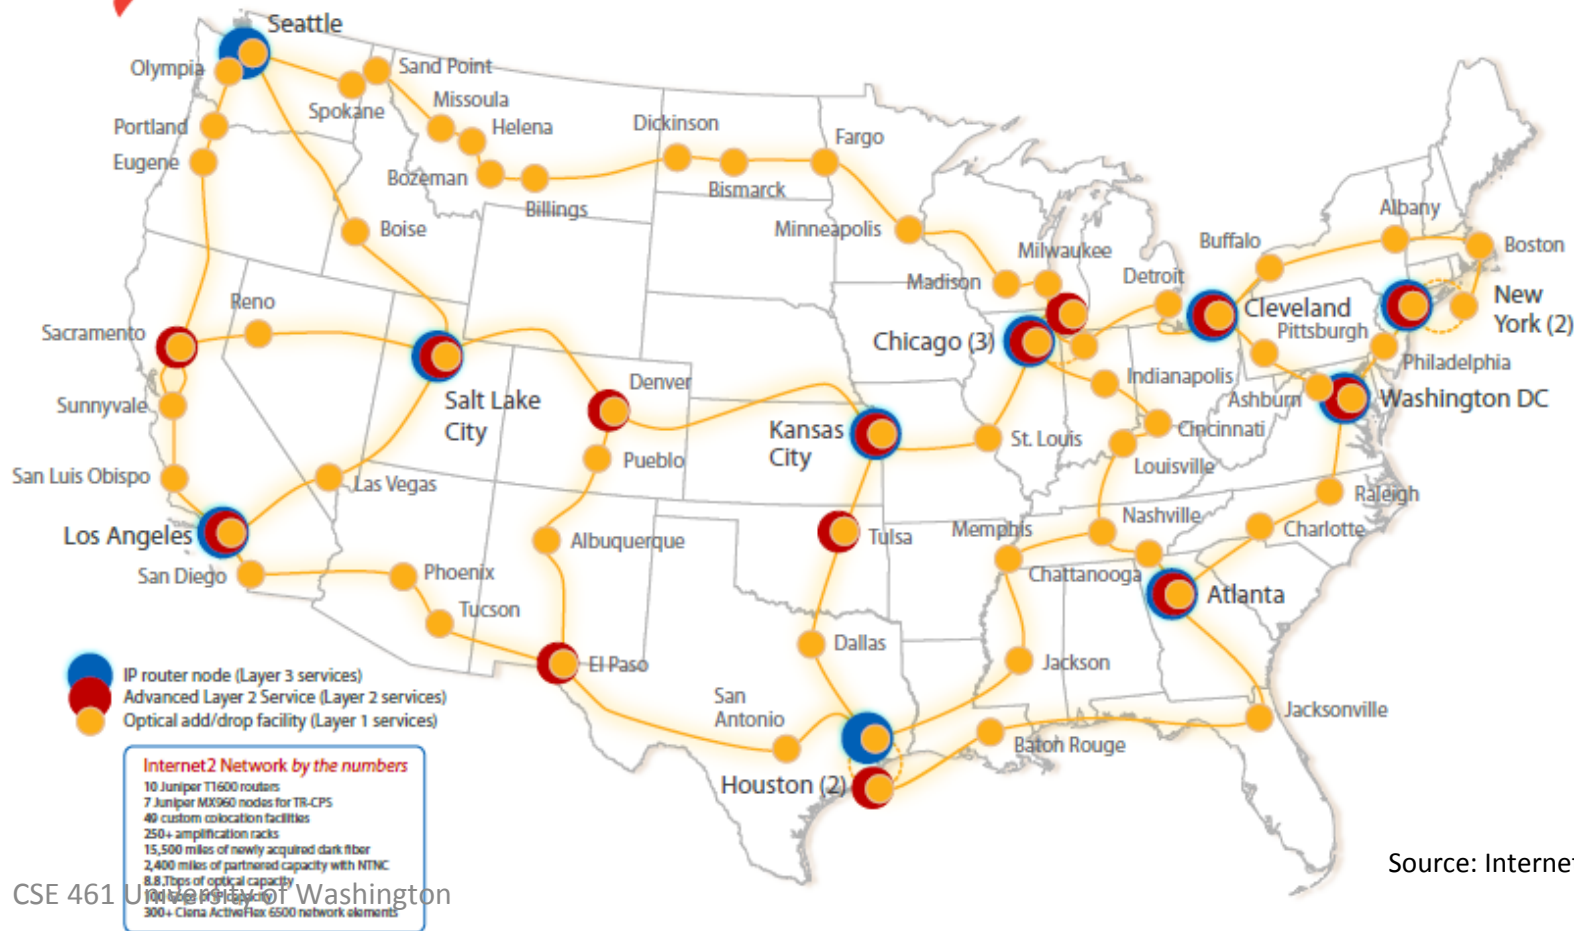 Seattle
Olympia
Sand Point
Spokane
Missoula
Portland
Helena
Dickinson
Fargo
Eugene
Bozeman
Bismarck
Billings
Boise
Minneapolis
Albany
Milwaukee
Buffalo
Boston
Madison
Detroit
Reno
Sacramento
Cleveland
New
York (2)
Chicago (3)
Pittsburgh
Philadelphia
Denver
Indianapolis
Salt Lake
City
Sunnyvale
Ashburn
Washington DC
Kansas
City
St. Louis
Cincinnati
Pueblo
Louisville
San Luis Obispo
Las Vegas
Raleigh
Los Angeles
Albuquerque
Tulsa
Memphis
Nashville
Charlotte
San Diego
Phoenix
Chattanooga
Atlanta
Tucson
Dallas
El Paso
Jackson
San
Antonio
Jacksonville
Baton Rouge
Houston (2)
IP router node (Layer 3 services)
Advanced Layer 2 Service (Layer 2 services)
Optical add/drop facility (Layer 1 services)
Internet2 Network by the numbers
10 Juniper T1600 routers
7 Juniper MX960 nodes for TR-CPS
49 custom colocation facilities
250+ amplification racks
15,500 miles of newly acquired dark fiber
2,400 miles of partnered capacity with NTNC
8.8 Tbps of optical capacity
300+ Ciena ActiveFlex 6500 network elements
CSE 461 University of Washington
Source: Interne